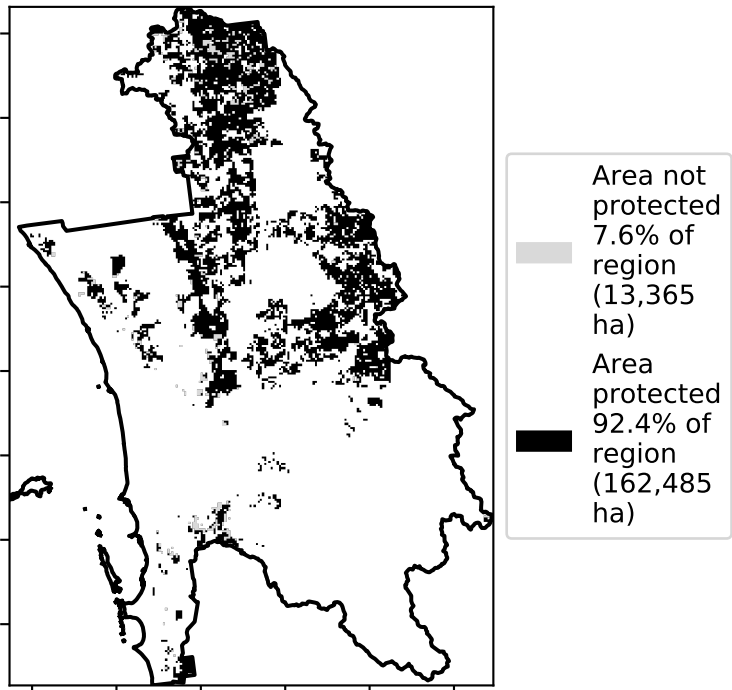 Area not
protected
7.6% of
region
(13,365
ha)
Area
protected
92.4% of
region
(162,485
ha)